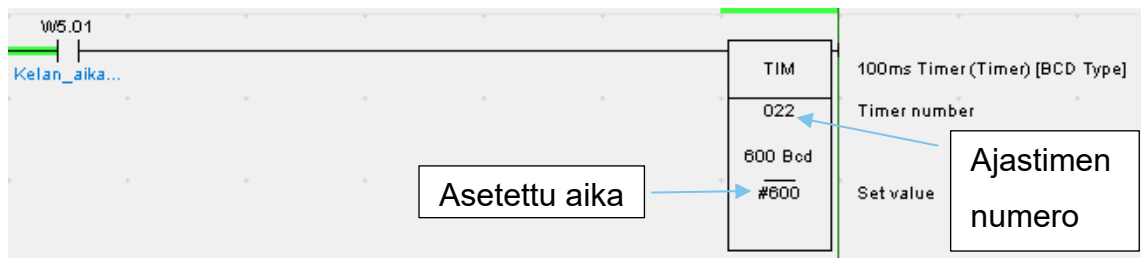 W5.01
Kelan_aika...
TIM
100ms Timer (Timer) [BCD Type]
022
Timer number
600 Bcd
#600
Set value
Asetettu aika
Ajastimen
numero